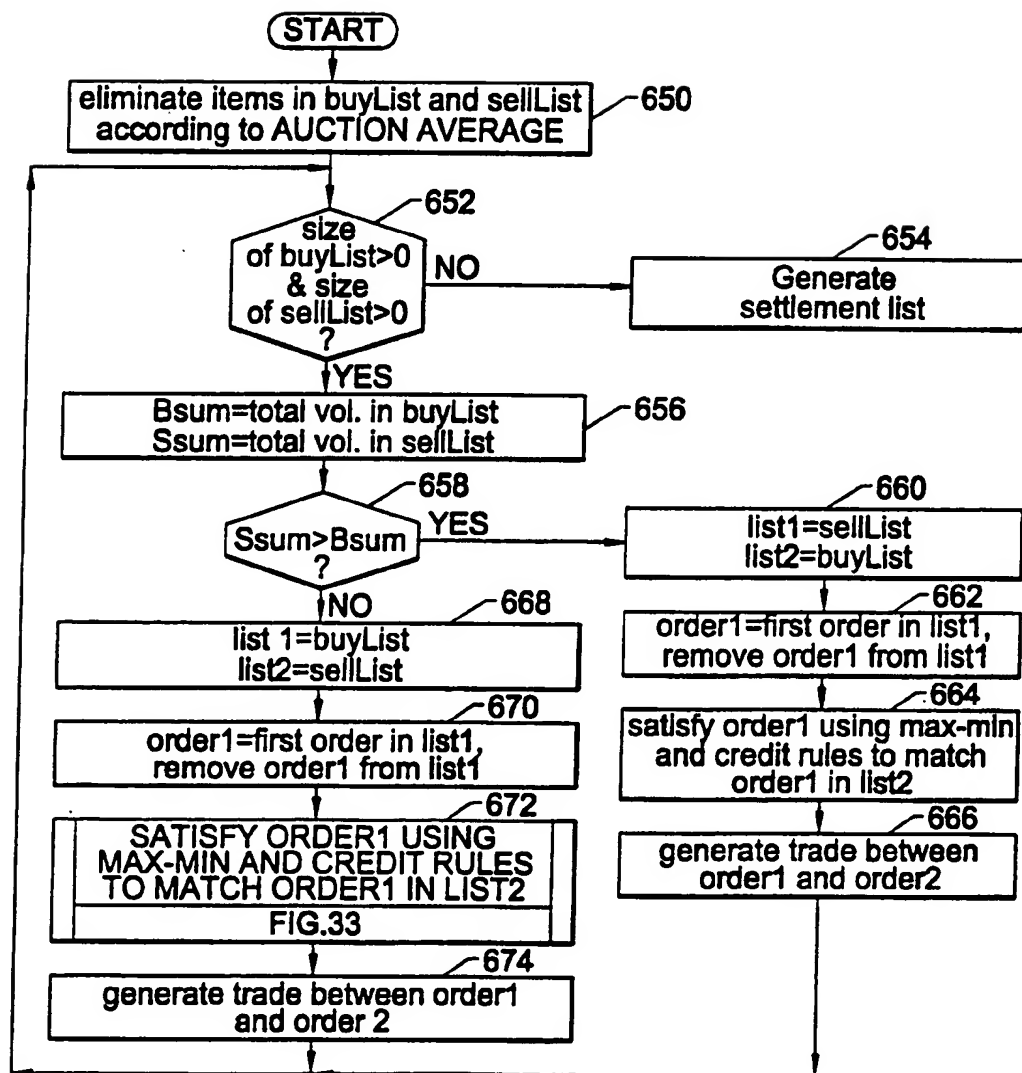 START
eliminate items in buyList and sellList
according to AUCTION AVERAGE
650
652
size
of buyList>0
& size
of sellList>0
?
NO
654
Generate
settlement list
YES
Bsum=total vol. in buyList
Ssum=total vol. in sellList
656
658
Ssum>Bsum
?
YES
660
list1=sellList
list2=buyList
NO
668
list 1=buyList
list2=sellList
662
order1=first order in list1,
remove order1 from list1
670
order1=first order in list1,
remove order1 from list1
664
satisfy order1 using max-min
and credit rules to match
order1 in list2
672
SATISFY ORDER1 USING
MAX-MIN AND CREDIT RULES
TO MATCH ORDER1 IN LIST2
FIG.33
666
generate trade between
order1 and order2
674
generate trade between order1
and order 2